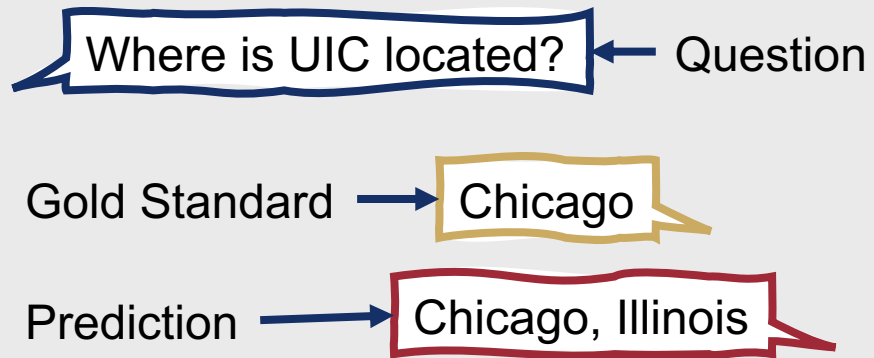 Where is UIC located? Question
Gold Standard Chicago
Prediction Chicago, Illinois